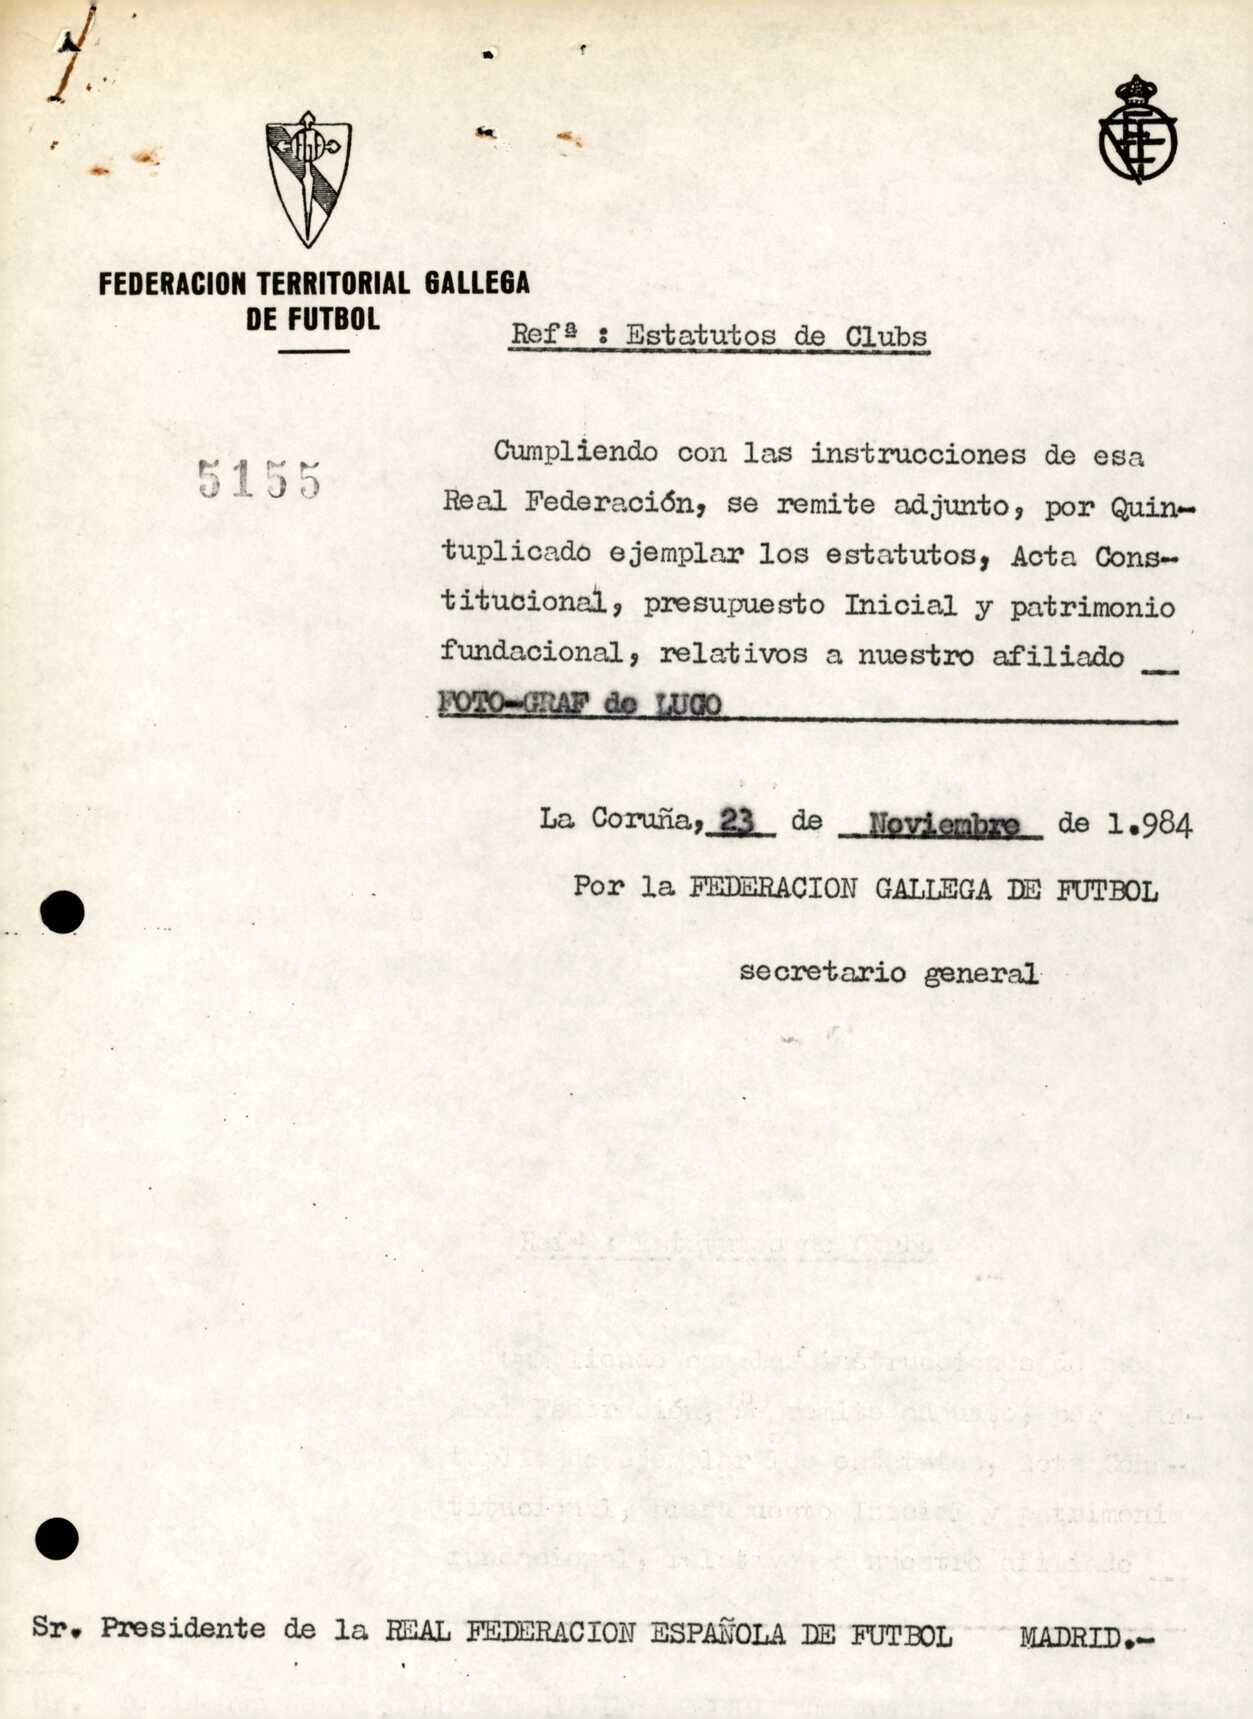 FEDERACION TERRITORIAL GALLEGA
DE FUTBOL
Refª : Estatutos de Clubs
5155
Cumpliendo con las instrucciones de esa
Real Federación, se remite adjunto, por Quin-
tuplicado ejemplar los estatutos, Acta Cons-
titucional, presupuesto Inicial y patrimonio
fundacional, relativos a nuestro afiliado
FOTO-GRAF de LUGO
La Coruña, 23 de Noviembre de 1.984
Por la FEDERACION GALLEGA DE FUTBOL
secretario general
Sr. Presidente de la REAL FEDERACION ESPAÑOLA DE FUTBOL MADRID.-